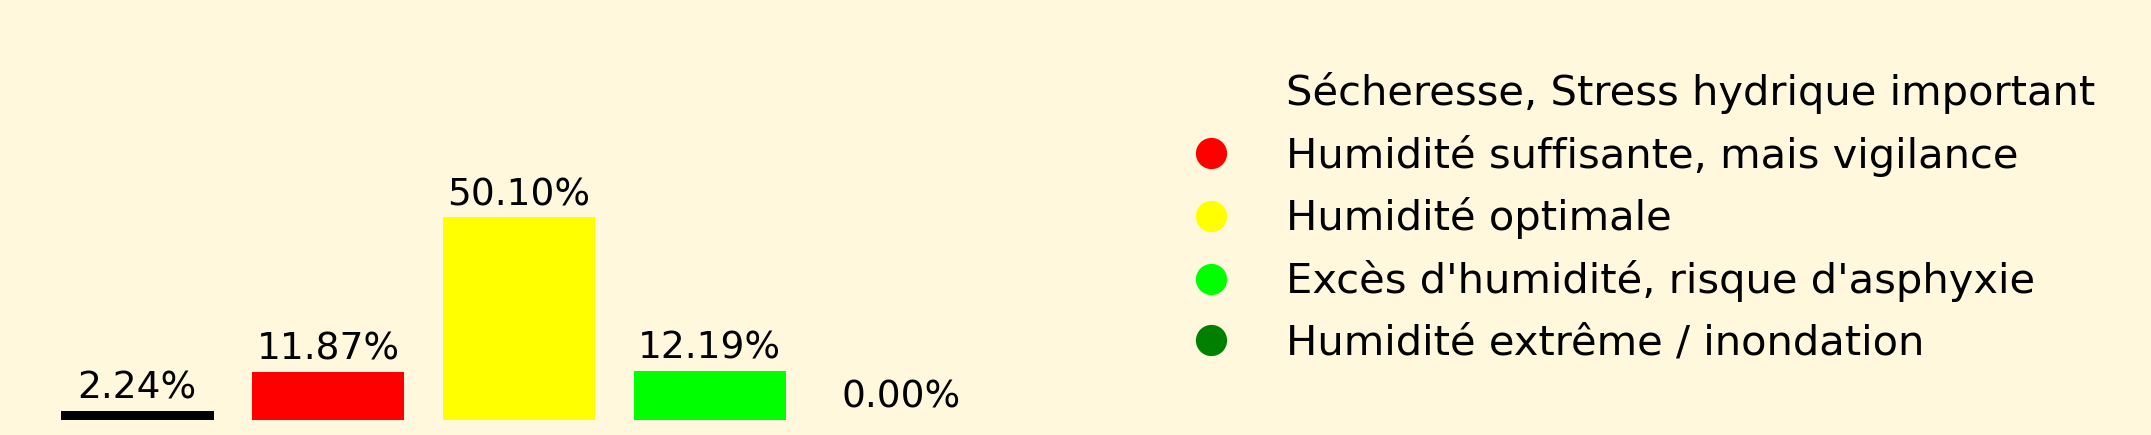 50.10%
11.87%
12.19%
2.24%
0.00%
Sécheresse, Stress hydrique important
Humidité suffisante, mais vigilance
Humidité optimale
Excès d'humidité, risque d'asphyxie
Humidité extrême / inondation